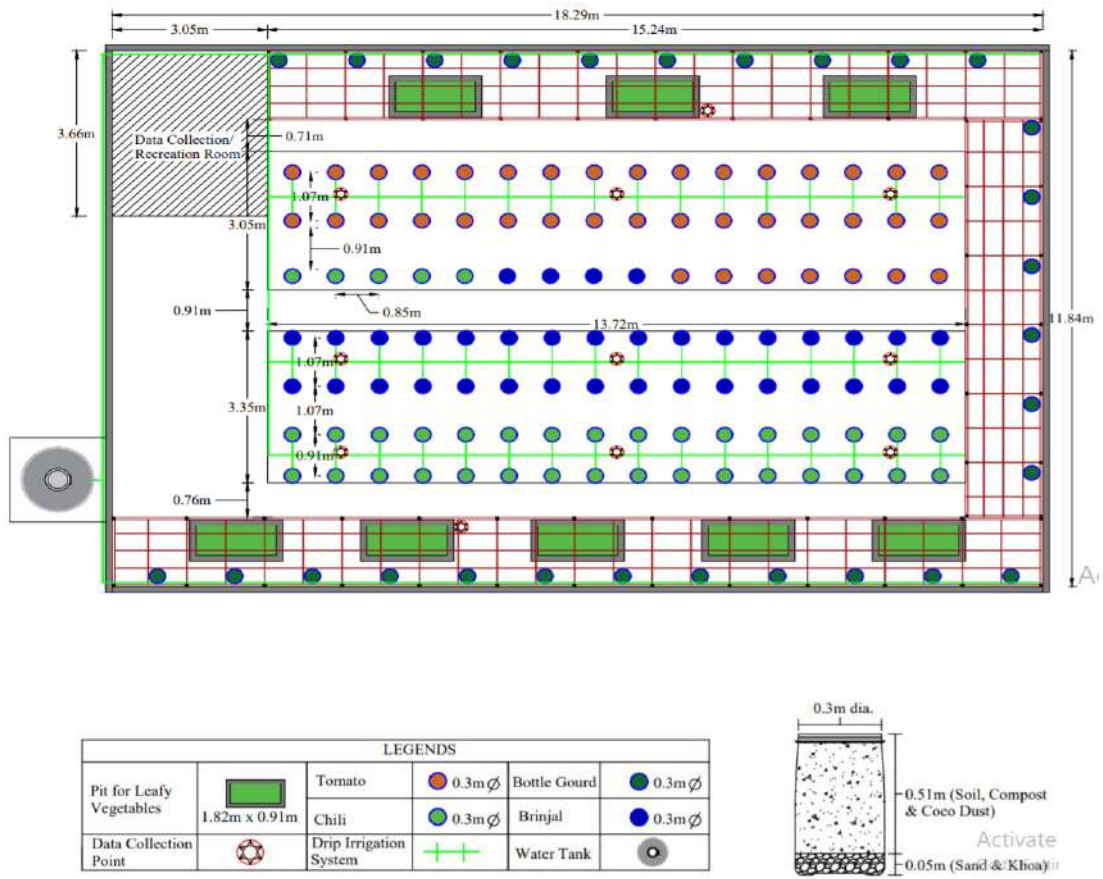 18.29m
3.05m
15.24m
3.66m
Data Collection/
Recreation Room
0.71m
1.07m
3.05m
0.91m
0.91m
0.85m
13.72m
11.84m
1.07m
3.35m
1.07m
0.91m
0.76m
LEGENDS
Pit for Leafy
Vegetables
1.82m x 0.91m
Tomato
0.3m Ø
Bottle Gourd
0.3m Ø
Chili
0.3m Ø
Brinjal
0.3m Ø
Data Collection
Point
Drip Irrigation
System
Water Tank
0.3m dia.
0.51m (Soil, Compost
& Coco Dust)
Activate
0.05m (Sand & Khoa)